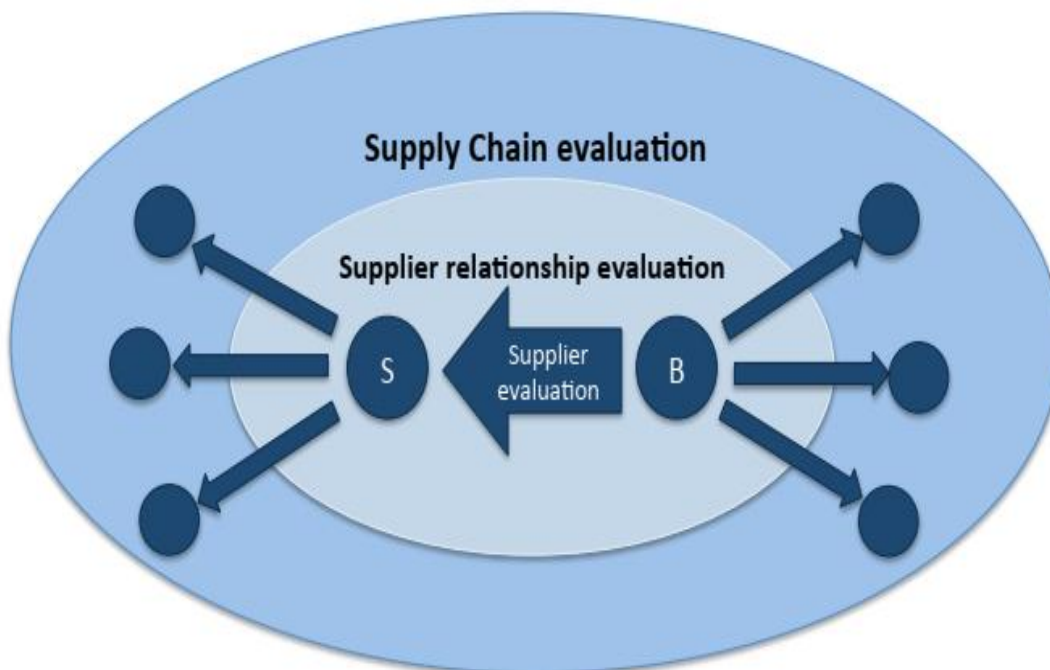 Supply Chain evaluation
Supplier relationship evaluation
S
Supplier
evaluation
B